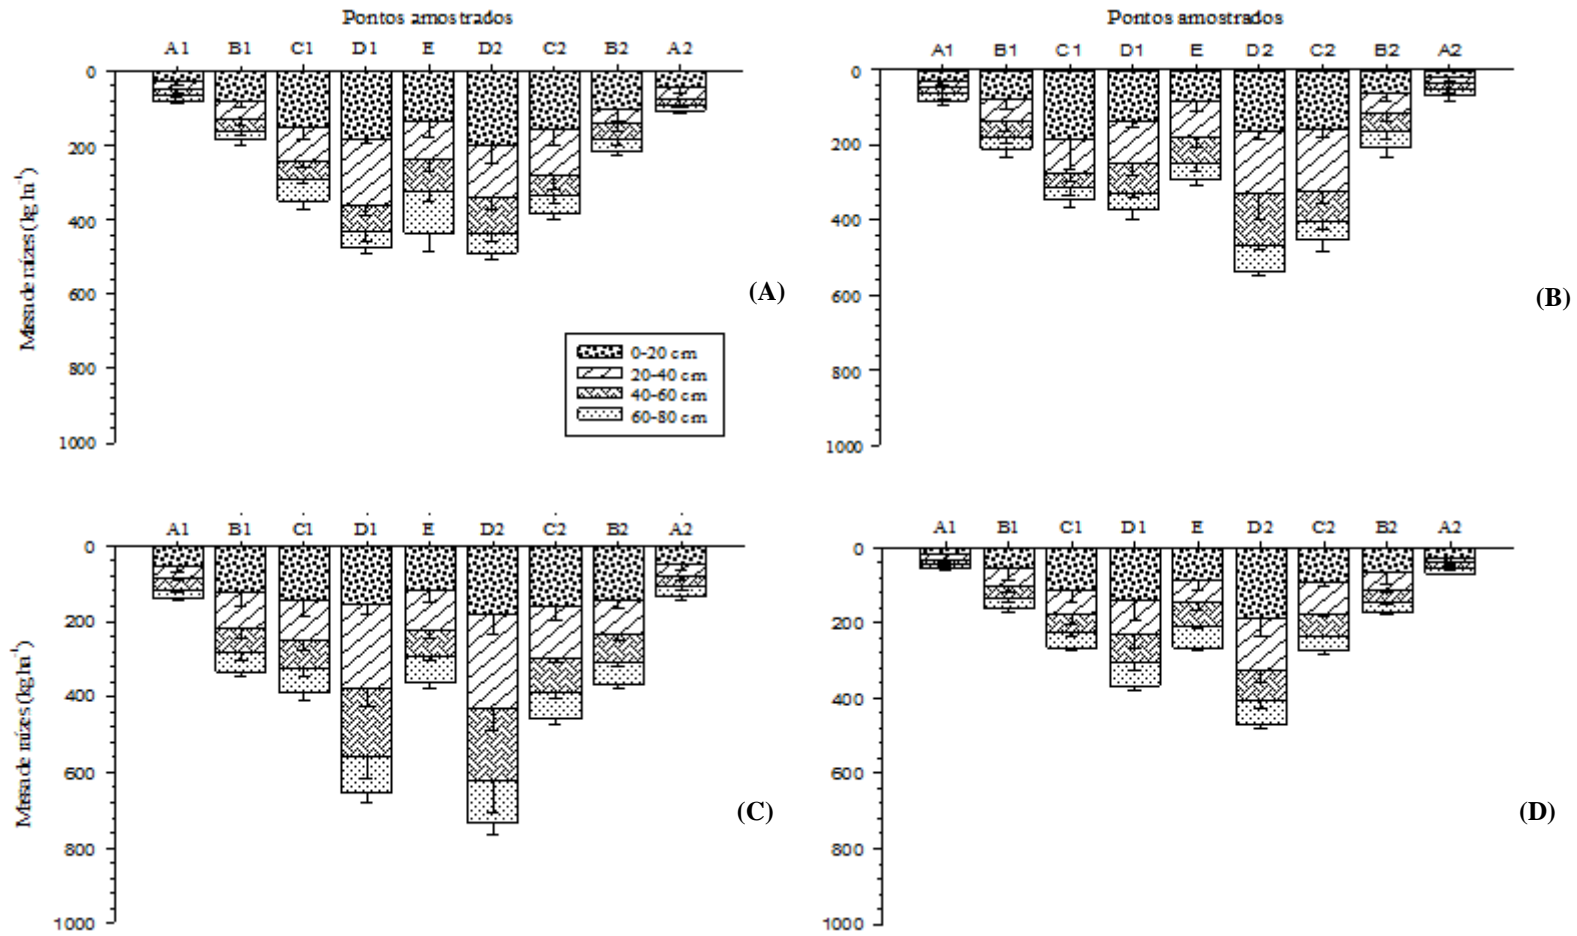 Pontos amostrados
A1 B1 C1 D1 E D2 C2 B2 A2
0
200
400
600
800
1000
Massa de raízes (kg ha⁻¹)
0-20 cm
20-40 cm
40-60 cm
60-80 cm
(A)
Pontos amostrados
A1 B1 C1 D1 E D2 C2 B2 A2
0
200
400
600
800
1000
(B)
A1 B1 C1 D1 E D2 C2 B2 A2
0
200
400
600
800
1000
Massa de raízes (kg ha⁻¹)
(C)
A1 B1 C1 D1 E D2 C2 B2 A2
0
200
400
600
800
1000
(D)